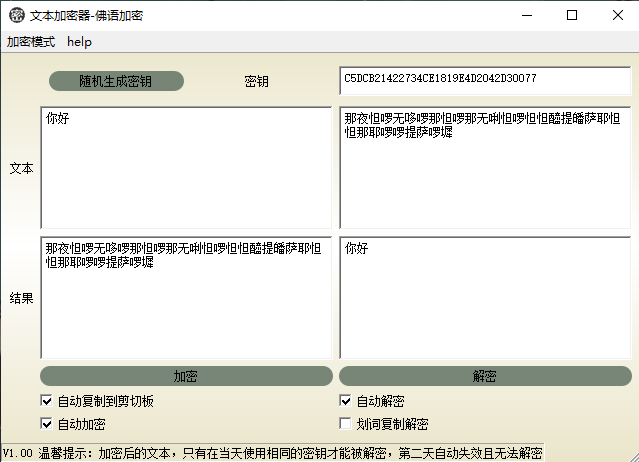 文本加密器-佛语加密
加密模式 help
随机生成密钥 密钥 C5DCB21422734CE1819E4D2042D30077
文本
你好
那夜怛啰无哆啰那怛啰那无唎怛啰怛怛醯提皤萨耶怛
怛那耶啰啰提萨啰墀
结果
那夜怛啰无哆啰那怛啰那无唎怛啰怛怛醯提皤萨耶怛
怛那耶啰啰提萨啰墀
你好
加密 解密
自动复制到剪切板 自动解密
自动加密 划词复制解密
V1.00 温馨提示：加密后的文本，只有在当天使用相同的密钥才能被解密，第二天自动失效且无法解密